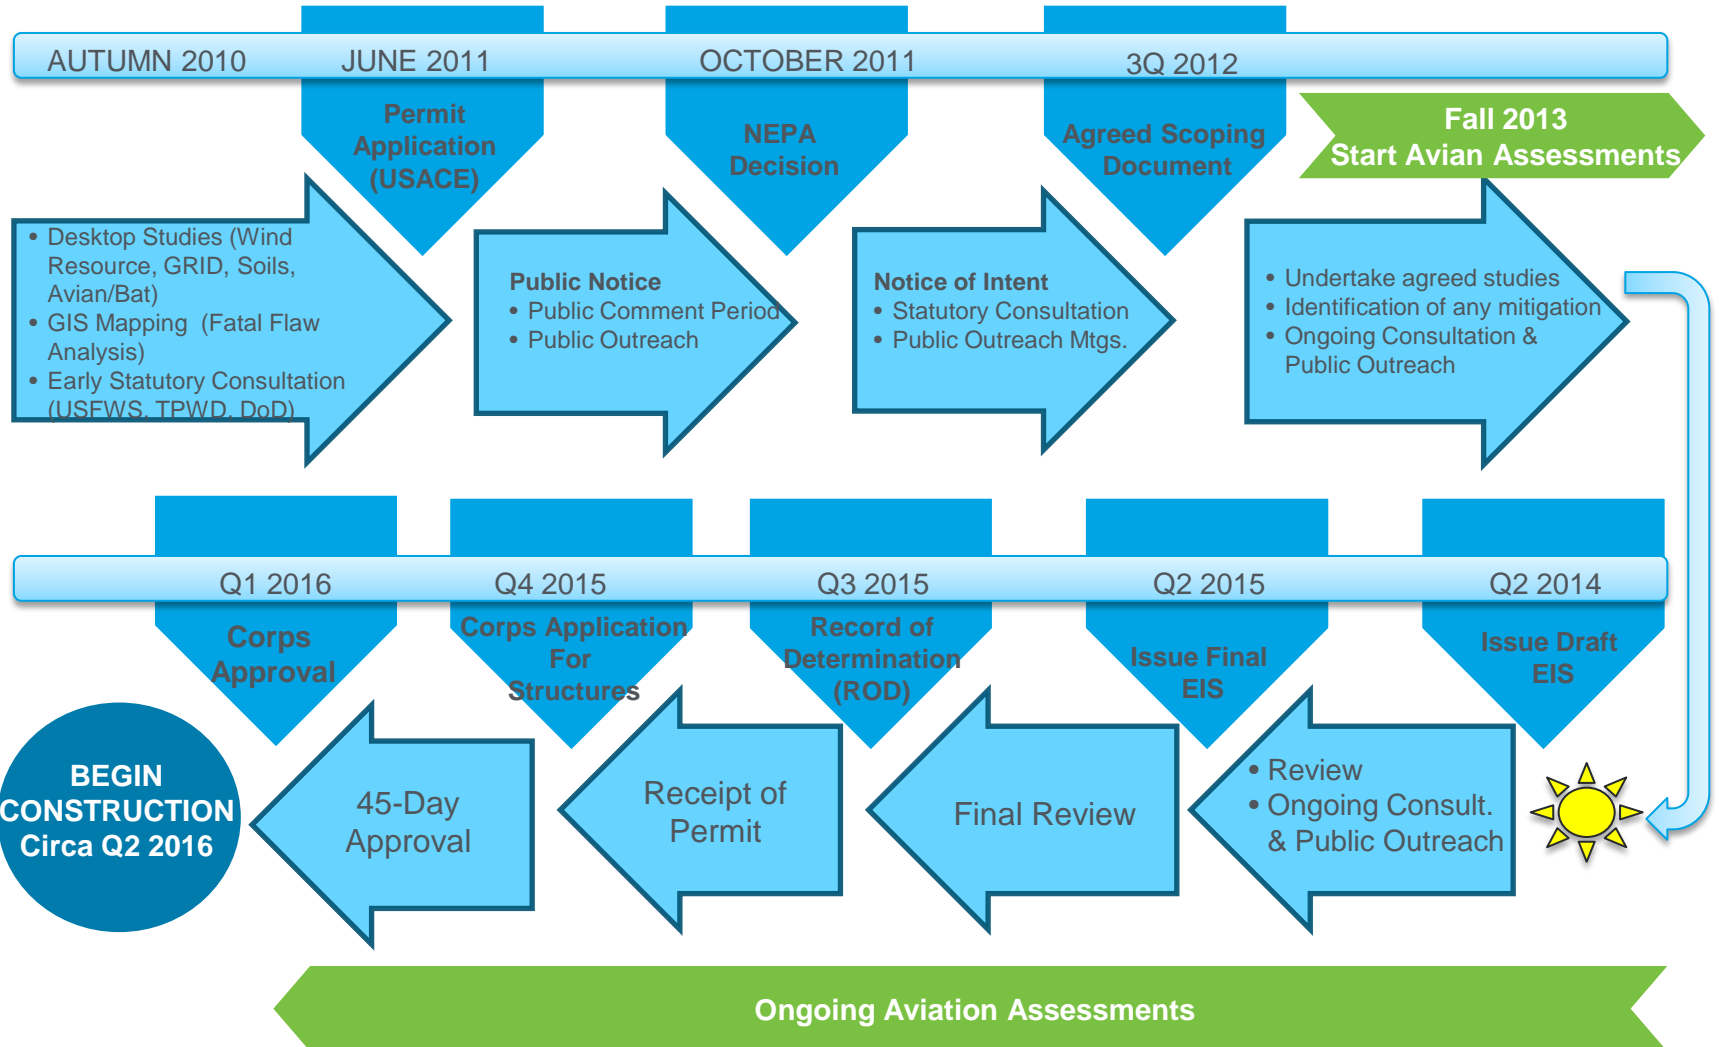 AUTUMN 2010
JUNE 2011
OCTOBER 2011
3Q 2012
Permit
Application
(USACE)
NEPA
Decision
Agreed Scoping
Document
Fall 2013
Start Avian Assessments
• Desktop Studies (Wind
Resource, GRID, Soils,
Avian/Bat)
• GIS Mapping (Fatal Flaw
Analysis)
• Early Statutory Consultation
(USFWS, TPWD, DoD)
Public Notice
• Public Comment Period
• Public Outreach
Notice of Intent
• Statutory Consultation
• Public Outreach Mtgs.
• Undertake agreed studies
• Identification of any mitigation
• Ongoing Consultation &
Public Outreach
Q1 2016
Q4 2015
Q3 2015
Q2 2015
Q2 2014
Corps
Approval
Corps Application
For
Structures
Record of
Determination
(ROD)
Issue Final
EIS
Issue Draft
EIS
BEGIN
CONSTRUCTION
Circa Q2 2016
45-Day
Approval
Receipt of
Permit
Final Review
• Review
• Ongoing Consult.
& Public Outreach
Ongoing Aviation Assessments